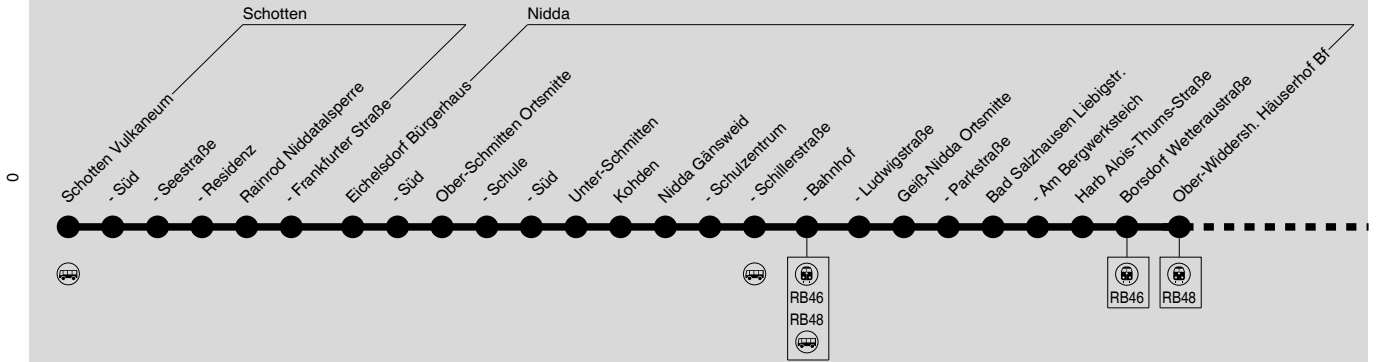 Schotten
Nidda
Schotten Vulkaneum
- Süd
- Seestraße
- Residenz
Rainrod Niddatalsperre
- Frankfurter Straße
Eichelsdorf Bürgerhaus
- Süd
Ober-Schmitten Ortsmitte
- Schule
- Süd
Unter-Schmitten
Kohden
Nidda Gänsweid
- Schulzentrum
- Schillerstraße
- Bahnhof
- Ludwigstraße
Geiß-Nidda Ortsmitte
- Parkstraße
Bad Salzhausen Liebigstr.
- Am Bergwerksteich
Harb Alois-Thums-Straße
Borsdorf Wetteraustraße
Ober-Widdersh. Häuserhof Bf
0
RB46
RB48
RB46
RB48